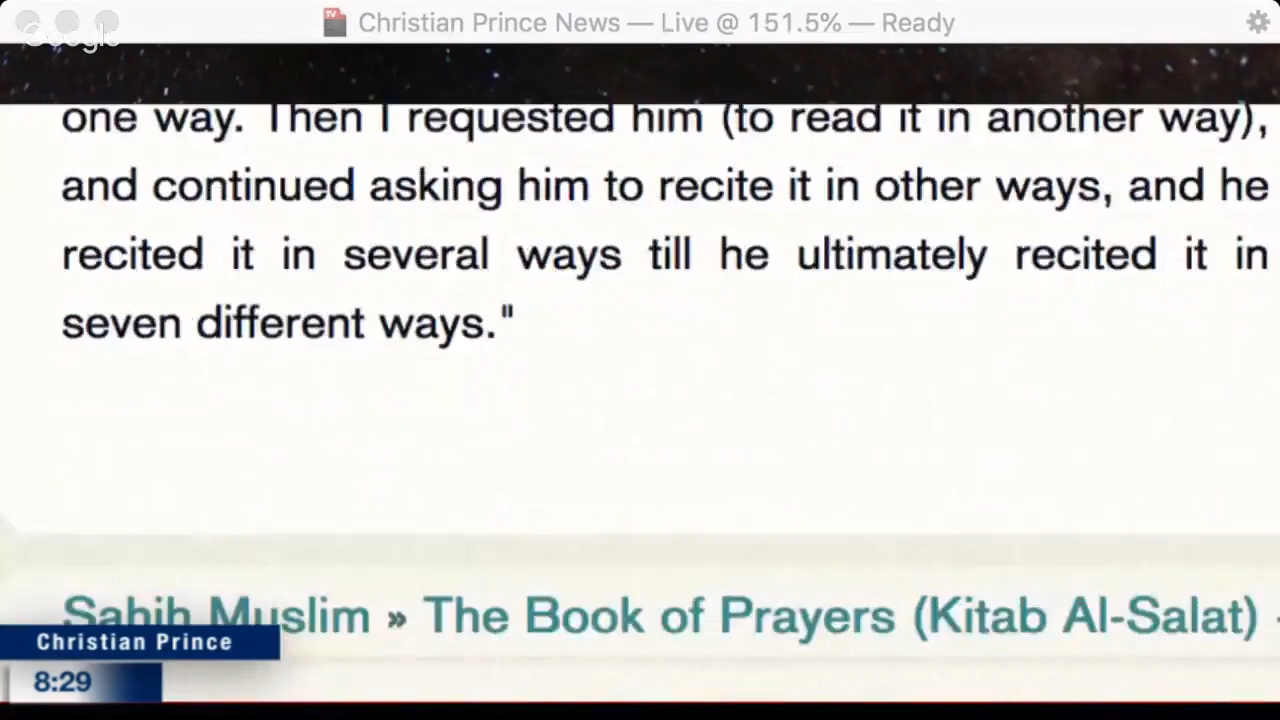 Christian Prince News — Live @ 151.5% — Ready
Google
one way. Then I requested him (to read it in another way),
and continued asking him to recite it in other ways, and he
recited it in several ways till he ultimately recited it in
seven different ways."
Sahih Muslim » The Book of Prayers (Kitab Al-Salat) -
Christian Prince
8:29